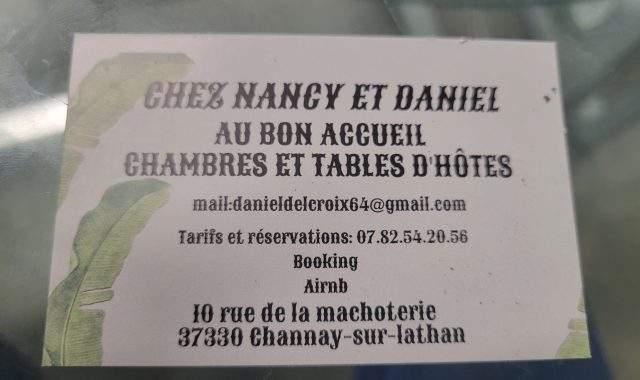 CHEZ NANCY ET DANIEL
AU BON ACCUEIL
CHAMBRES ET TABLES D'HÔTES
mail:danieldelcroix64@gmail.com
Tarifs et réservations: 07.82.54.20.56
Booking
Airnb
10 rue de la machoterie
37330 Channay-sur-lathan